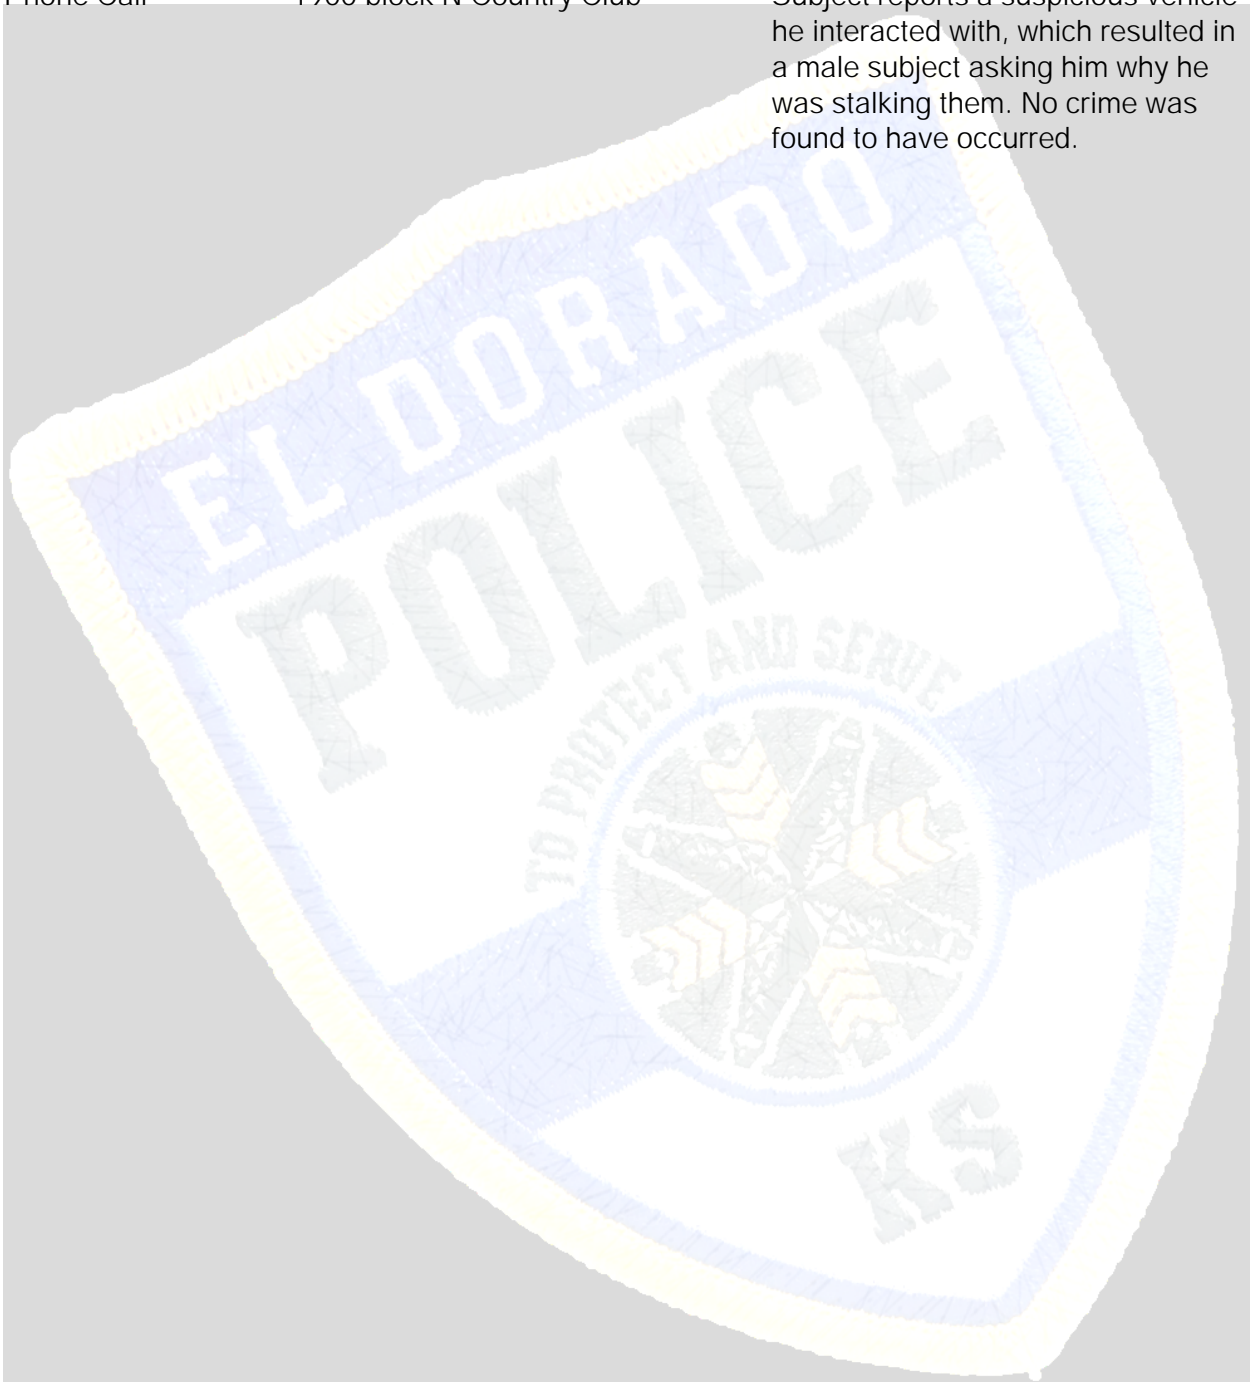 Phone Call 1900 block N Country Club Subject reports a suspicious vehicle
he interacted with, which resulted in
a male subject asking him why he
was stalking them. No crime was
found to have occurred.
EL DORADO
POLICE
TO PROTECT AND SERVE
KS